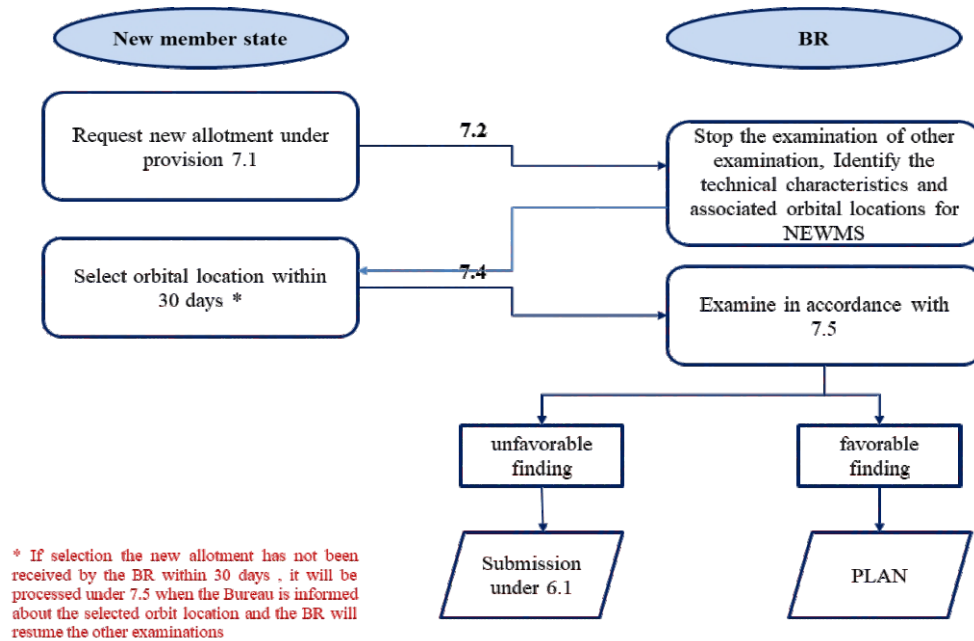 New member state
BR
Request new allotment under
provision 7.1
7.2
Stop the examination of other
examination, Identify the
technical characteristics and
associated orbital locations for
NEWMS
Select orbital location within
30 days *
7.4
Examine in accordance with
7.5
unfavorable
finding
favorable
finding
Submission
under 6.1
PLAN
* If selection the new allotment has not been
received by the BR within 30 days , it will be
processed under 7.5 when the Bureau is informed
about the selected orbit location and the BR will
resume the other examinations